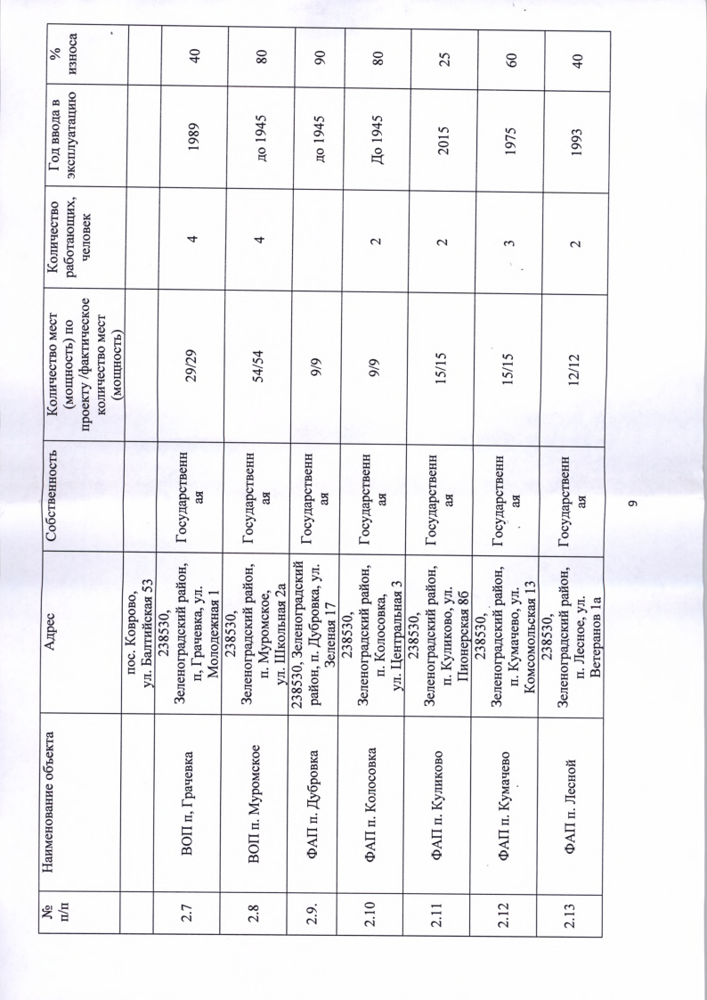 №
п/п
Наименование объекта
Адрес
Собственность
Количество мест
(мощность) по
проекту /фактическое
количество мест
(мощность)
Количество
работающих,
человек
Год ввода в
эксплуатацию
%
износа
пос. Коврово,
ул. Балтийская 53
2.7
ВОП п, Грачевка
238530,
Зеленоградский район,
п, Грачевка, ул.
Молодежная 1
Государственн
ая
29/29
4
1989
40
2.8
ВОП п. Муромское
238530,
Зеленоградский район,
п. Муромское,
ул. Школьная 2а
Государственн
ая
54/54
4
до 1945
80
2.9.
ФАП п. Дубровка
238530, Зеленоградский
район, п. Дубровка, ул.
Зеленая 17
Государственн
ая
9/9
до 1945
90
2.10
ФАП п. Колосовка
238530,
Зеленоградский район,
п. Колосовка,
ул. Центральная 3
Государственн
ая
9/9
2
До 1945
80
2.11
ФАП п. Куликово
238530,
Зеленоградский район,
п. Куликово, ул.
Пионерская 8б
Государственн
ая
15/15
2
2015
25
2.12
ФАП п. Кумачево
238530,
Зеленоградский район,
п. Кумачево, ул.
Комсомольская 13
Государственн
ая
15/15
3
1975
60
2.13
ФАП п. Лесной
238530,
Зеленоградский район,
п. Лесное, ул.
Ветеранов 1а
Государственн
ая
12/12
2
1993
40
9